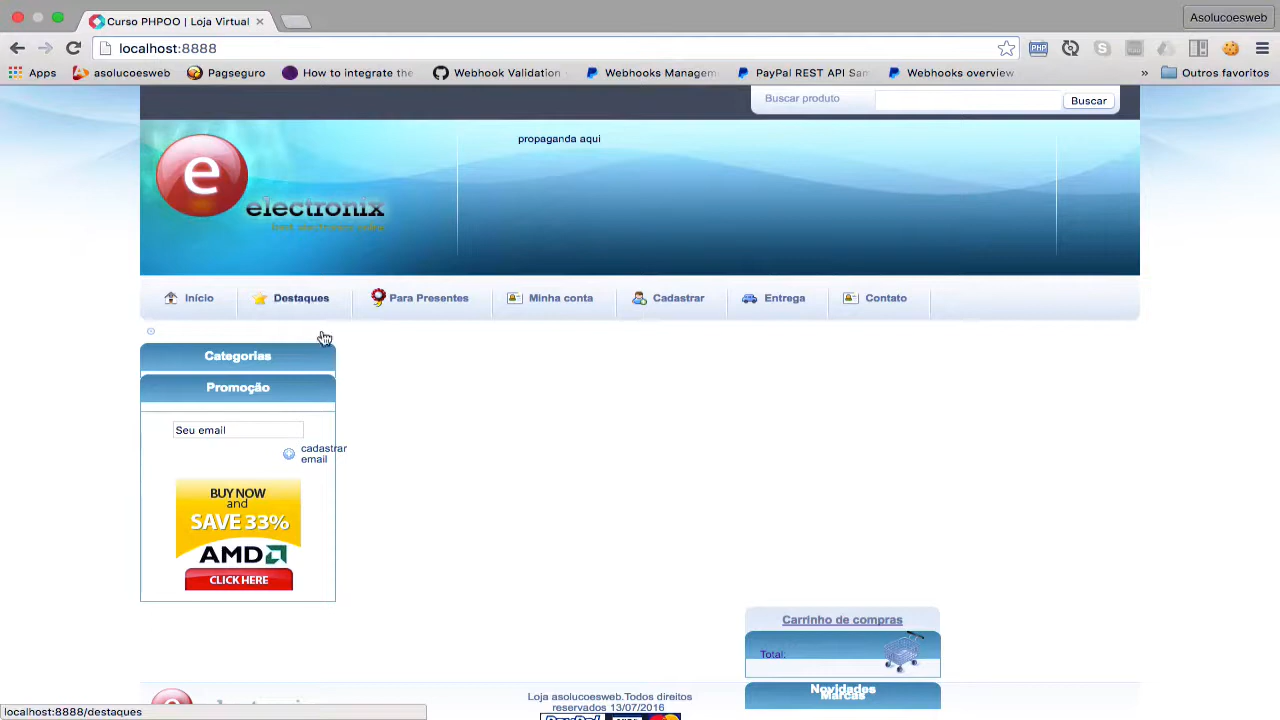 Curso PHPOO | Loja Virtual
Asolucoesweb
localhost:8888
Apps
asolucoesweb
Pagseguro
How to integrate the
Webhook Validation
Webhooks Managem
PayPal REST API Sam
Webhooks overview
»
Outros favoritos
Buscar produto
Buscar
propaganda aqui
e
electronix
Início
Destaques
Para Presentes
Minha conta
Cadastrar
Entrega
Contato
Categorias
Promoção
Seu email
cadastrar
email
BUY NOW
and
SAVE 33%
AMD
CLICK HERE
Carrinho de compras
Total:
Novidades
Marcas
Loja asolucoesweb.Todos direitos
reservados 13/07/2016
PayPal
localhost:8888/destaques